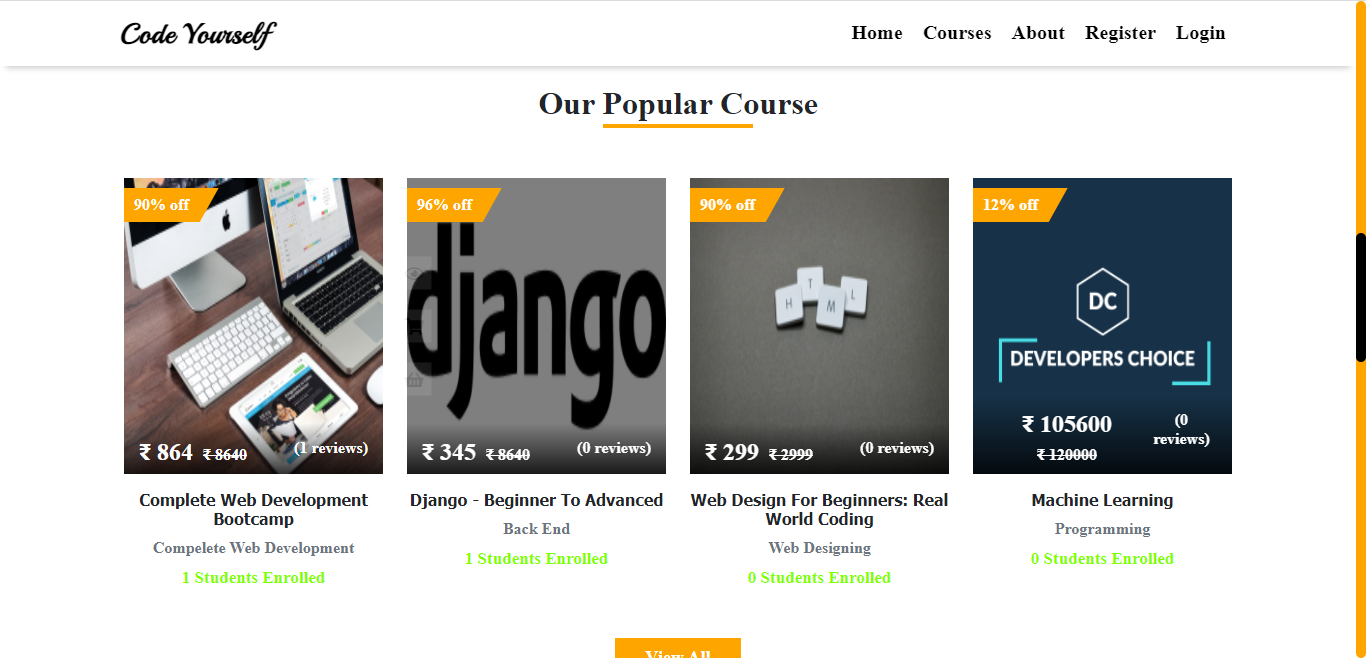 Code Yourself
Home Courses About Register Login
Our Popular Course
90% off
₹ 864 ₹ 8640 (1 reviews)
Complete Web Development
Bootcamp
Compelete Web Development
1 Students Enrolled
96% off
django
₹ 345 ₹ 8640 (0 reviews)
Django - Beginner To Advanced
Back End
1 Students Enrolled
90% off
H T M L
₹ 299 ₹ 2999 (0 reviews)
Web Design For Beginners: Real
World Coding
Web Designing
0 Students Enrolled
12% off
DC
DEVELOPERS CHOICE
₹ 105600 (0
reviews)
₹ 120000
Machine Learning
Programming
0 Students Enrolled
View All